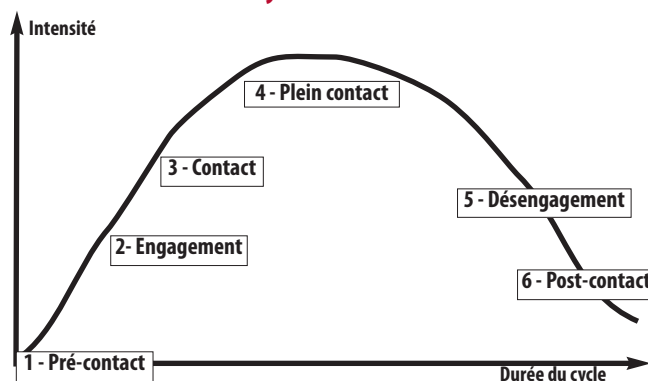 Intensité
4 - Plein contact
3 - Contact
5 - Désengagement
2- Engagement
6 - Post-contact
1 - Pré-contact
Durée du cycle